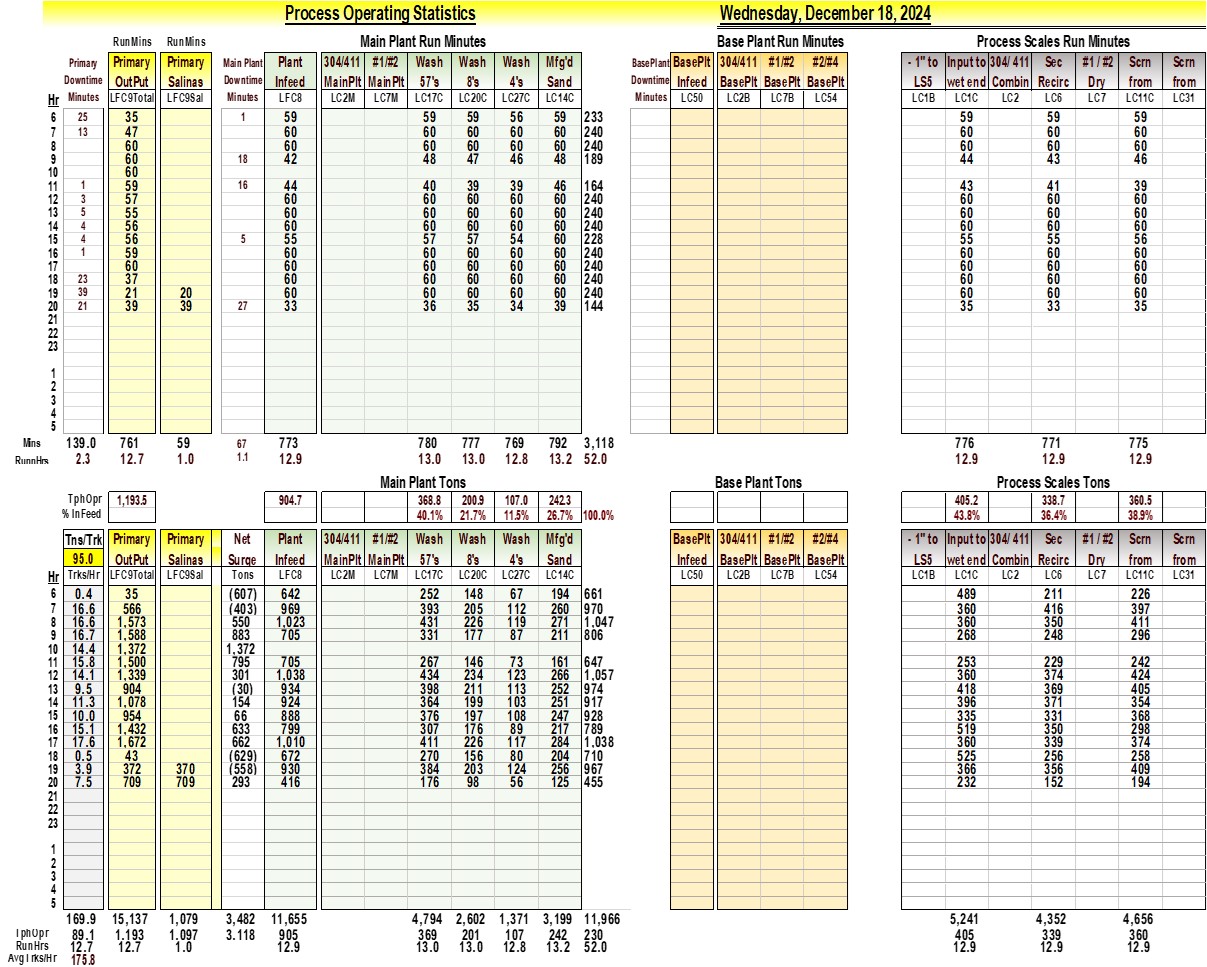 Process Operating Statistics Wednesday, December 18, 2024
RunMins RunMins Main Plant Run Minutes Base Plant Run Minutes Process Scales Run Minutes
Primary Primary Primary Main Plant Plant 304/411 #1/#2 Wash Wash Wash Mfg'd BasePlant BasePlt 304/411 #1/#2 #2/#4 - 1" to Input to 304/ 411 Sec #1 / #2 Scrn Scrn
Downtime OutPut Salinas Downtime Infeed MainPlt MainPlt 57's 8's 4's Sand Downtime Infeed BasePlt BasePlt BasePlt LS5 wet end Combin Recirc Dry from from
Hr Minutes LFC9Total LFC9Sal Minutes LFC8 LC2M LC7M LC17C LC20C LC27C LC14C Minutes LC50 LC2B LC7B LC54 LC1B LC1C LC2 LC6 LC7 LC11C LC31
6 25 35 1 59 59 59 56 59 233 59 59 59
7 13 47 60 60 60 60 60 240 60 60 60
8 60 60 60 60 60 60 240 60 60 60
9 60 18 42 48 47 46 48 189 44 43 46
10 60
11 1 59 16 44 40 39 39 46 164 43 41 39
12 3 57 60 60 60 60 60 240 60 60 60
13 5 55 60 60 60 60 60 240 60 60 60
14 4 56 60 60 60 60 60 240 60 60 60
15 4 56 5 55 57 57 54 60 228 55 55 56
16 1 59 60 60 60 60 60 240 60 60 60
17 60 60 60 60 60 60 240 60 60 60
18 23 37 60 60 60 60 60 240 60 60 60
19 39 21 20 60 60 60 60 60 240 60 60 60
20 21 39 39 27 33 36 35 34 39 144 35 33 35
21
22
23
1
2
3
4
5
Mins 139.0 761 59 67 773 780 777 769 792 3,118 776 771 775
RunnHrs 2.3 12.7 1.0 1.1 12.9 13.0 13.0 12.8 13.2 52.0 12.9 12.9 12.9
Main Plant Tons Base Plant Tons Process Scales Tons
TphOpr 1,193.5 904.7 368.8 200.9 107.0 242.3 405.2 338.7 360.5
% InFeed 40.1% 21.7% 11.5% 26.7% 100.0% 43.8% 36.4% 38.9%
Tns/Trk Primary Primary Net Plant 304/411 #1/#2 Wash Wash Wash Mfg'd BasePlt 304/411 #1/#2 #2/#4 - 1" to Input to 304/ 411 Sec #1 / #2 Scrn Scrn
95.0 OutPut Salinas Surge Infeed MainPlt MainPlt 57's 8's 4's Sand Infeed BasePlt BasePlt BasePlt LS5 wet end Combin Recirc Dry from from
Hr Trks/Hr LFC9Total LFC9Sal Tons LFC8 LC2M LC7M LC17C LC20C LC27C LC14C LC50 LC2B LC7B LC54 LC1B LC1C LC2 LC6 LC7 LC11C LC31
6 0.4 35 (607) 642 252 148 67 194 661 489 211 226
7 16.6 566 (403) 969 393 205 112 260 970 360 416 397
8 16.6 1,573 550 1,023 431 226 119 271 1,047 360 350 411
9 16.7 1,588 883 705 331 177 87 211 806 268 248 296
10 14.4 1,372 1,372
11 15.8 1,500 795 705 267 146 73 161 647 253 229 242
12 14.1 1,339 301 1,038 434 234 123 266 1,057 360 374 424
13 9.5 904 (30) 934 398 211 113 252 974 418 369 405
14 11.3 1,078 154 924 364 199 103 251 917 396 371 354
15 10.0 954 66 888 376 197 108 247 928 335 331 368
16 15.1 1,432 633 799 307 176 89 217 789 519 350 298
17 17.6 1,672 662 1,010 411 226 117 284 1,038 360 339 374
18 0.5 43 (629) 672 270 156 80 204 710 525 256 258
19 3.9 372 370 (558) 930 384 203 124 256 967 366 356 409
20 7.5 709 709 293 416 176 98 56 125 455 232 152 194
21
22
23
1
2
3
4
5
169.9 15,137 1,079 3,482 11,655 4,794 2,602 1,371 3,199 11,966 5,241 4,352 4,656
TphOpr 89.1 1,193 1,097 3.118 905 369 201 107 242 230 405 339 360
RunHrs 12.7 12.7 1.0 12.9 13.0 13.0 12.8 13.2 52.0 12.9 12.9 12.9
AvgTrks/Hr 175.8